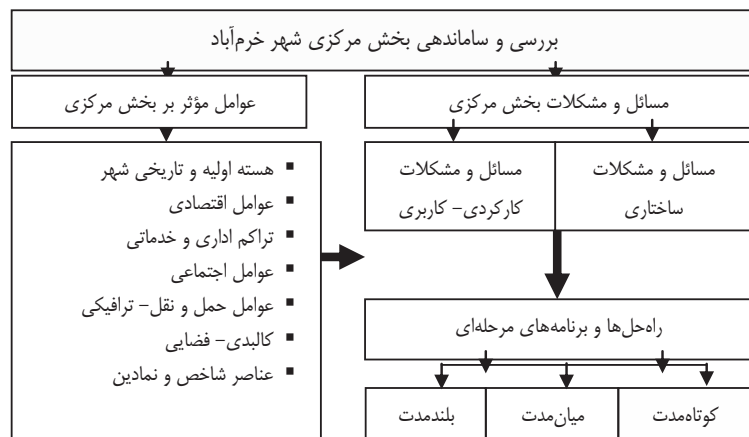 بررسی و ساماندهی بخش مرکزی شهر خرم‌آباد
مسائل و مشکلات بخش مرکزی
عوامل مؤثر بر بخش مرکزی
مسائل و مشکلات
ساختاری
مسائل و مشکلات
کارکردی- کاربری
▪ هسته اولیه و تاریخی شهر
▪ عوامل اقتصادی
▪ تراکم اداری و خدماتی
▪ عوامل اجتماعی
▪ عوامل حمل و نقل- ترافیکی
▪ کالبدی- فضایی
▪ عناصر شاخص و نمادین
راه‌حل‌ها و برنامه‌های مرحله‌ای
کوتاه‌مدت
میان‌مدت
بلندمدت